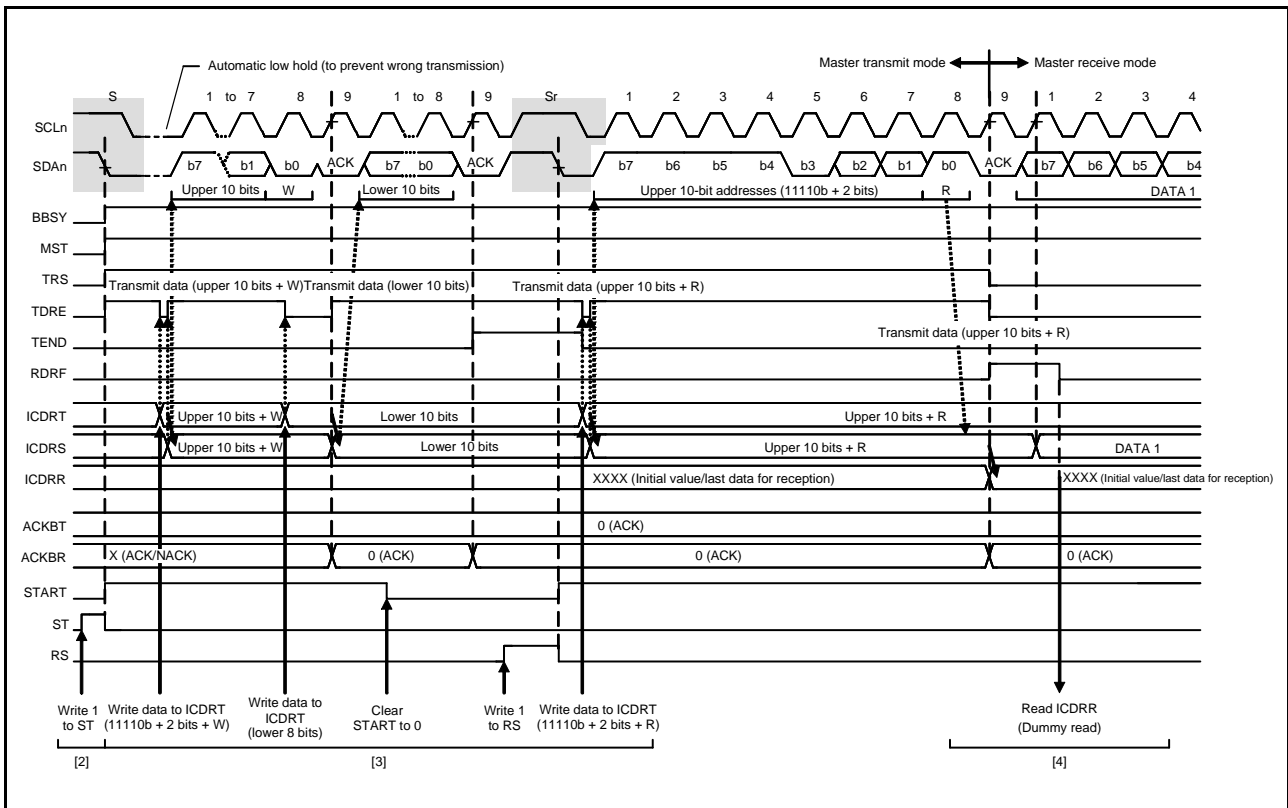 Automatic low hold (to prevent wrong transmission)
Master transmit mode
Master receive mode
S 1 to 7 8 9 1 to 8 9 Sr 1 2 3 4 5 6 7 8 9 1 2 3 4
SCLn
SDAn b7 b1 b0 ACK b7 b0 ACK b7 b6 b5 b4 b3 b2 b1 b0 ACK b7 b6 b5 b4
Upper 10 bits W Lower 10 bits Upper 10-bit addresses (11110b + 2 bits) R DATA 1
BBSY
MST
TRS
Transmit data (upper 10 bits + W) Transmit data (lower 10 bits) Transmit data (upper 10 bits + R)
TDRE
TEND
Transmit data (upper 10 bits + R)
RDRF
ICDRT Upper 10 bits + W Lower 10 bits Upper 10 bits + R
ICDRS Upper 10 bits + W Lower 10 bits Upper 10 bits + R DATA 1
ICDRR XXXX (Initial value/last data for reception) XXXX (Initial value/last data for reception)
ACKBT 0 (ACK)
ACKBR X (ACK/NACK) 0 (ACK) 0 (ACK) 0 (ACK)
START
ST
RS
Write 1
to ST
Write data to ICDRT
(11110b + 2 bits + W)
Write data to
ICDRT
(lower 8 bits)
Clear
START to 0
Write 1
to RS
Write data to ICDRT
(11110b + 2 bits + R)
Read ICDRR
(Dummy read)
[2] [3] [4]